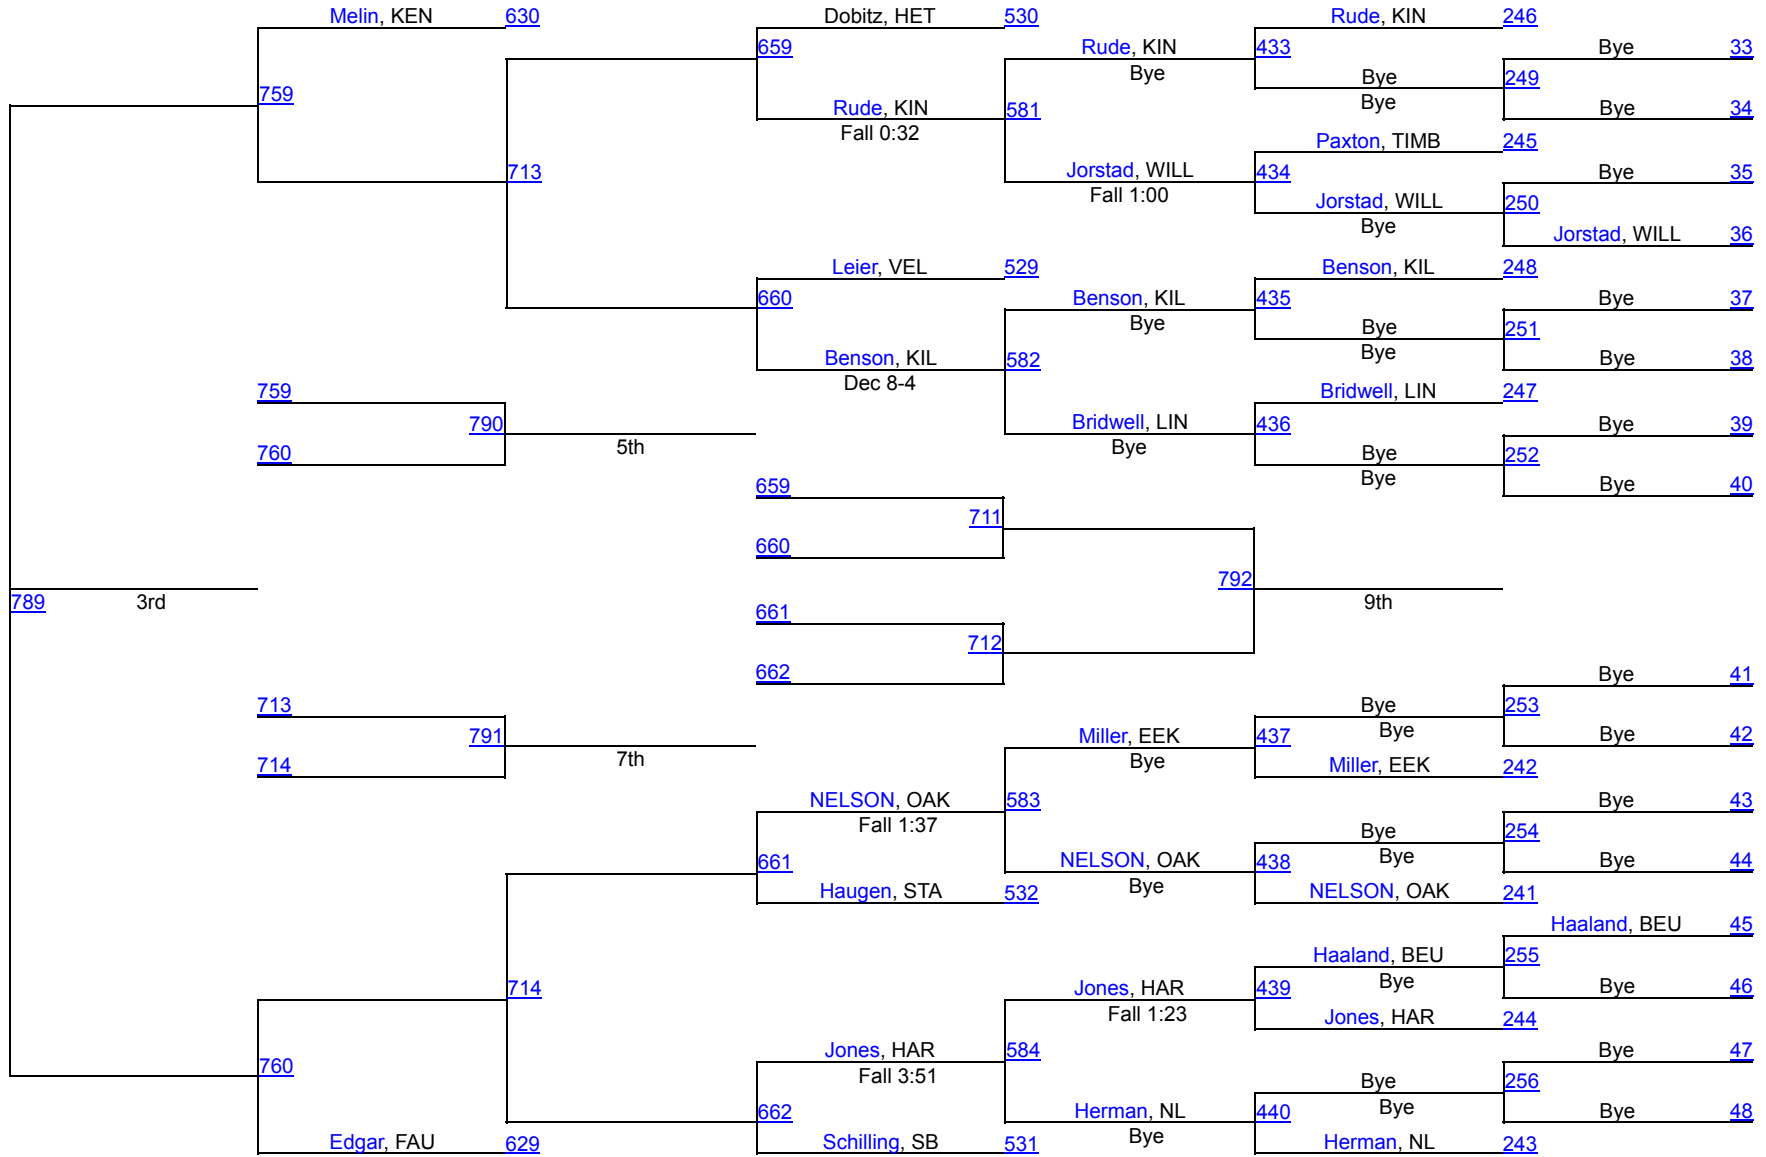 Melin, KEN 630 Dobitz, HET 530 Rude, KIN 246
659 Rude, KIN 433 Bye 33
Bye Bye 249
759 Bye
Rude, KIN 581 Bye 34
Fall 0:32
Paxton, TIMB 245
713 Jorstad, WILL 434 Bye 35
Fall 1:00 Jorstad, WILL 250
Bye
Jorstad, WILL 36
Leier, VEL 529 Benson, KIL 248
660 Benson, KIL 435 Bye 37
Bye Bye 251
Bye
Benson, KIL 582 Bye 38
Dec 8-4
759 Bridwell, LIN 247
790 Bridwell, LIN 436 Bye 39
5th Bye
760 Bye 252
Bye
659 Bye 40
711
660
792
789 3rd 9th
661
712
662
Bye 41
713 Bye 253
Bye
791 Miller, EEK 437 Bye 42
7th Bye
714 Miller, EEK 242
NELSON, OAK 583 Bye 43
Fall 1:37
Bye 254
Bye
661 NELSON, OAK 438 Bye 44
Bye
Haugen, STA 532 NELSON, OAK 241
Haaland, BEU 45
Haaland, BEU 255
Bye
714 Jones, HAR 439 Bye 46
Fall 1:23
Jones, HAR 244
Jones, HAR 584 Bye 47
760 Fall 3:51
Bye 256
Bye
662 Herman, NL 440 Bye 48
Bye
Edgar, FAU 629 Schilling, SB 531 Herman, NL 243